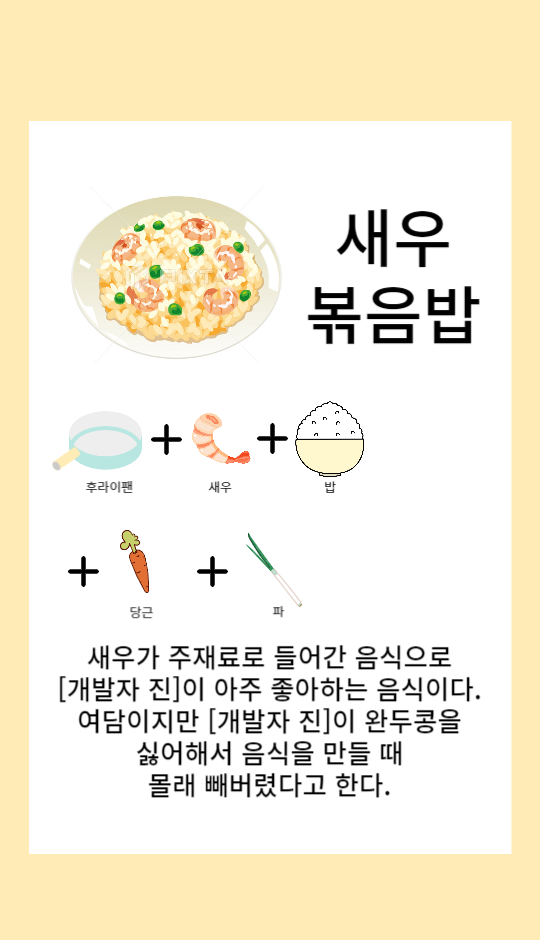 새우
볶음밥
후라이팬
새우
밥
당근
파
새우가 주재료로 들어간 음식으로
[개발자 진]이 아주 좋아하는 음식이다.
여담이지만 [개발자 진]이 완두콩을
싫어해서 음식을 만들 때
몰래 빼버렸다고 한다.